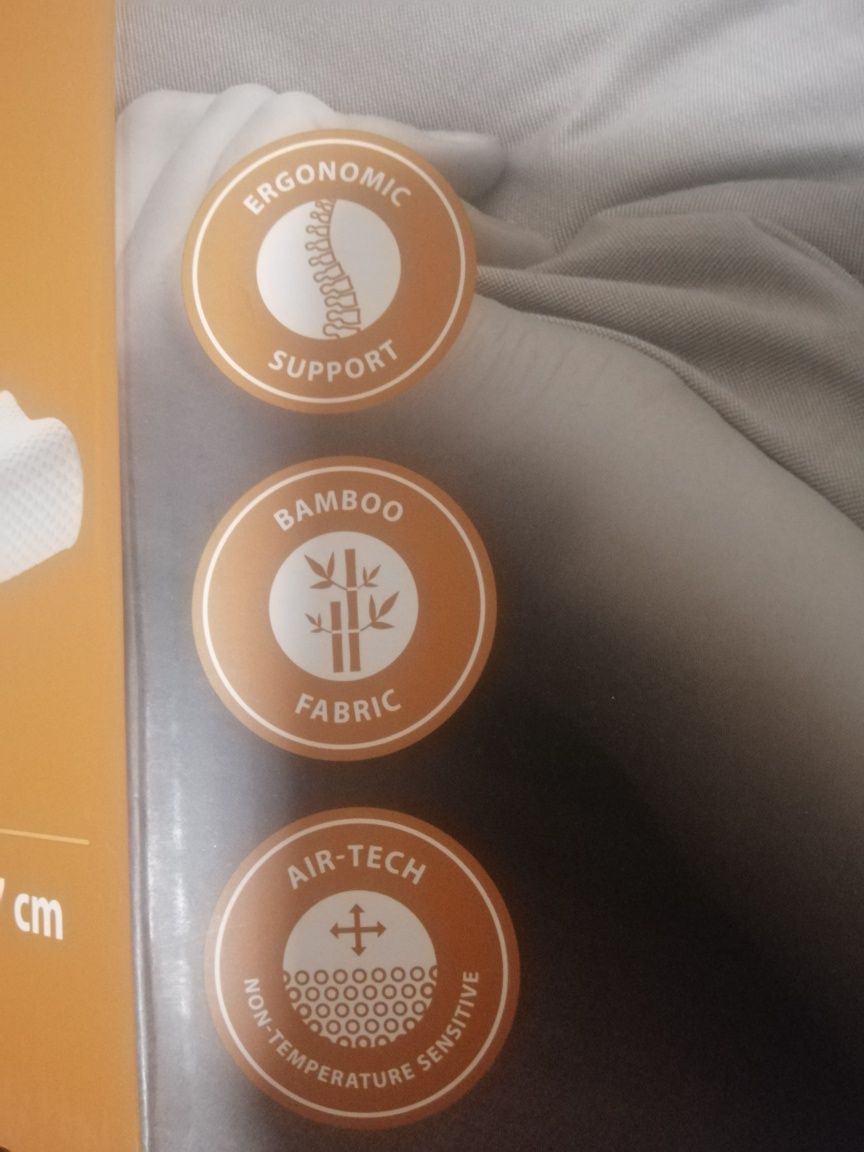 ERGONOMIC
SUPPORT
BAMBOO
FABRIC
AIR-TECH
NON-TEMPERATURE SENSITIVE
cm